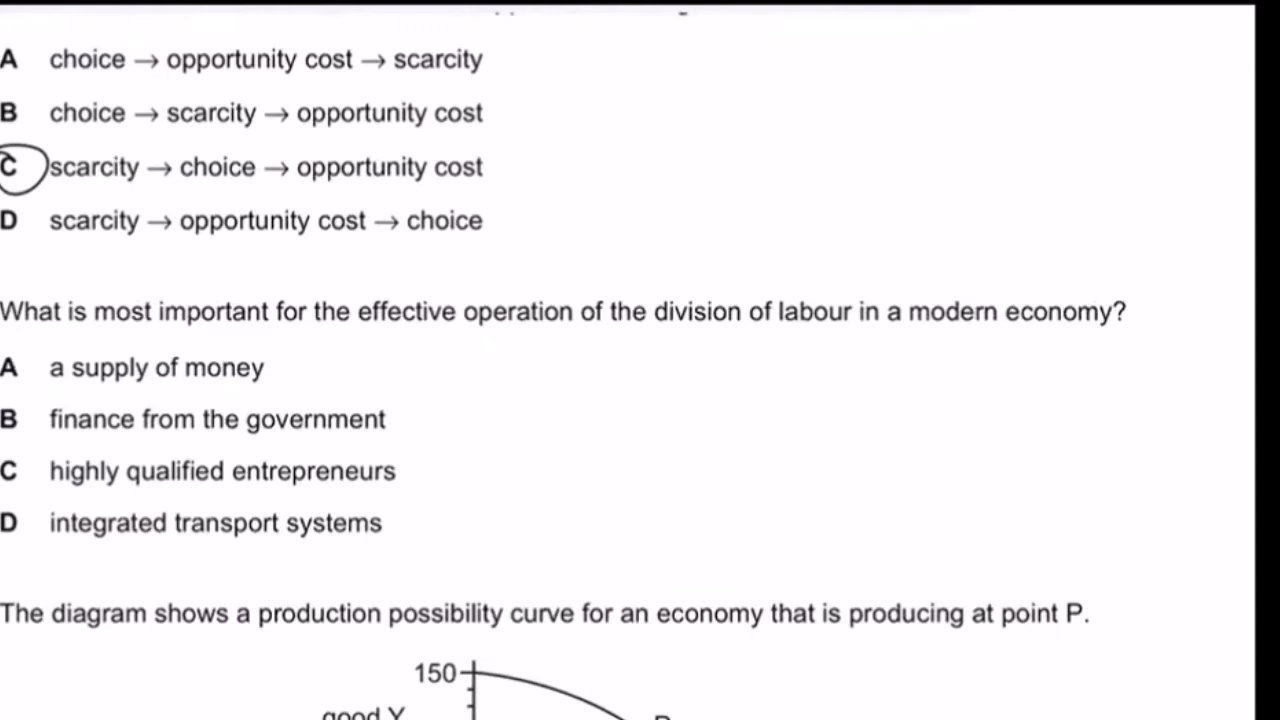 A choice → opportunity cost → scarcity
B choice → scarcity → opportunity cost
C scarcity → choice → opportunity cost
D scarcity → opportunity cost → choice
What is most important for the effective operation of the division of labour in a modern economy?
A a supply of money
B finance from the government
C highly qualified entrepreneurs
D integrated transport systems
The diagram shows a production possibility curve for an economy that is producing at point P.
150
good Y